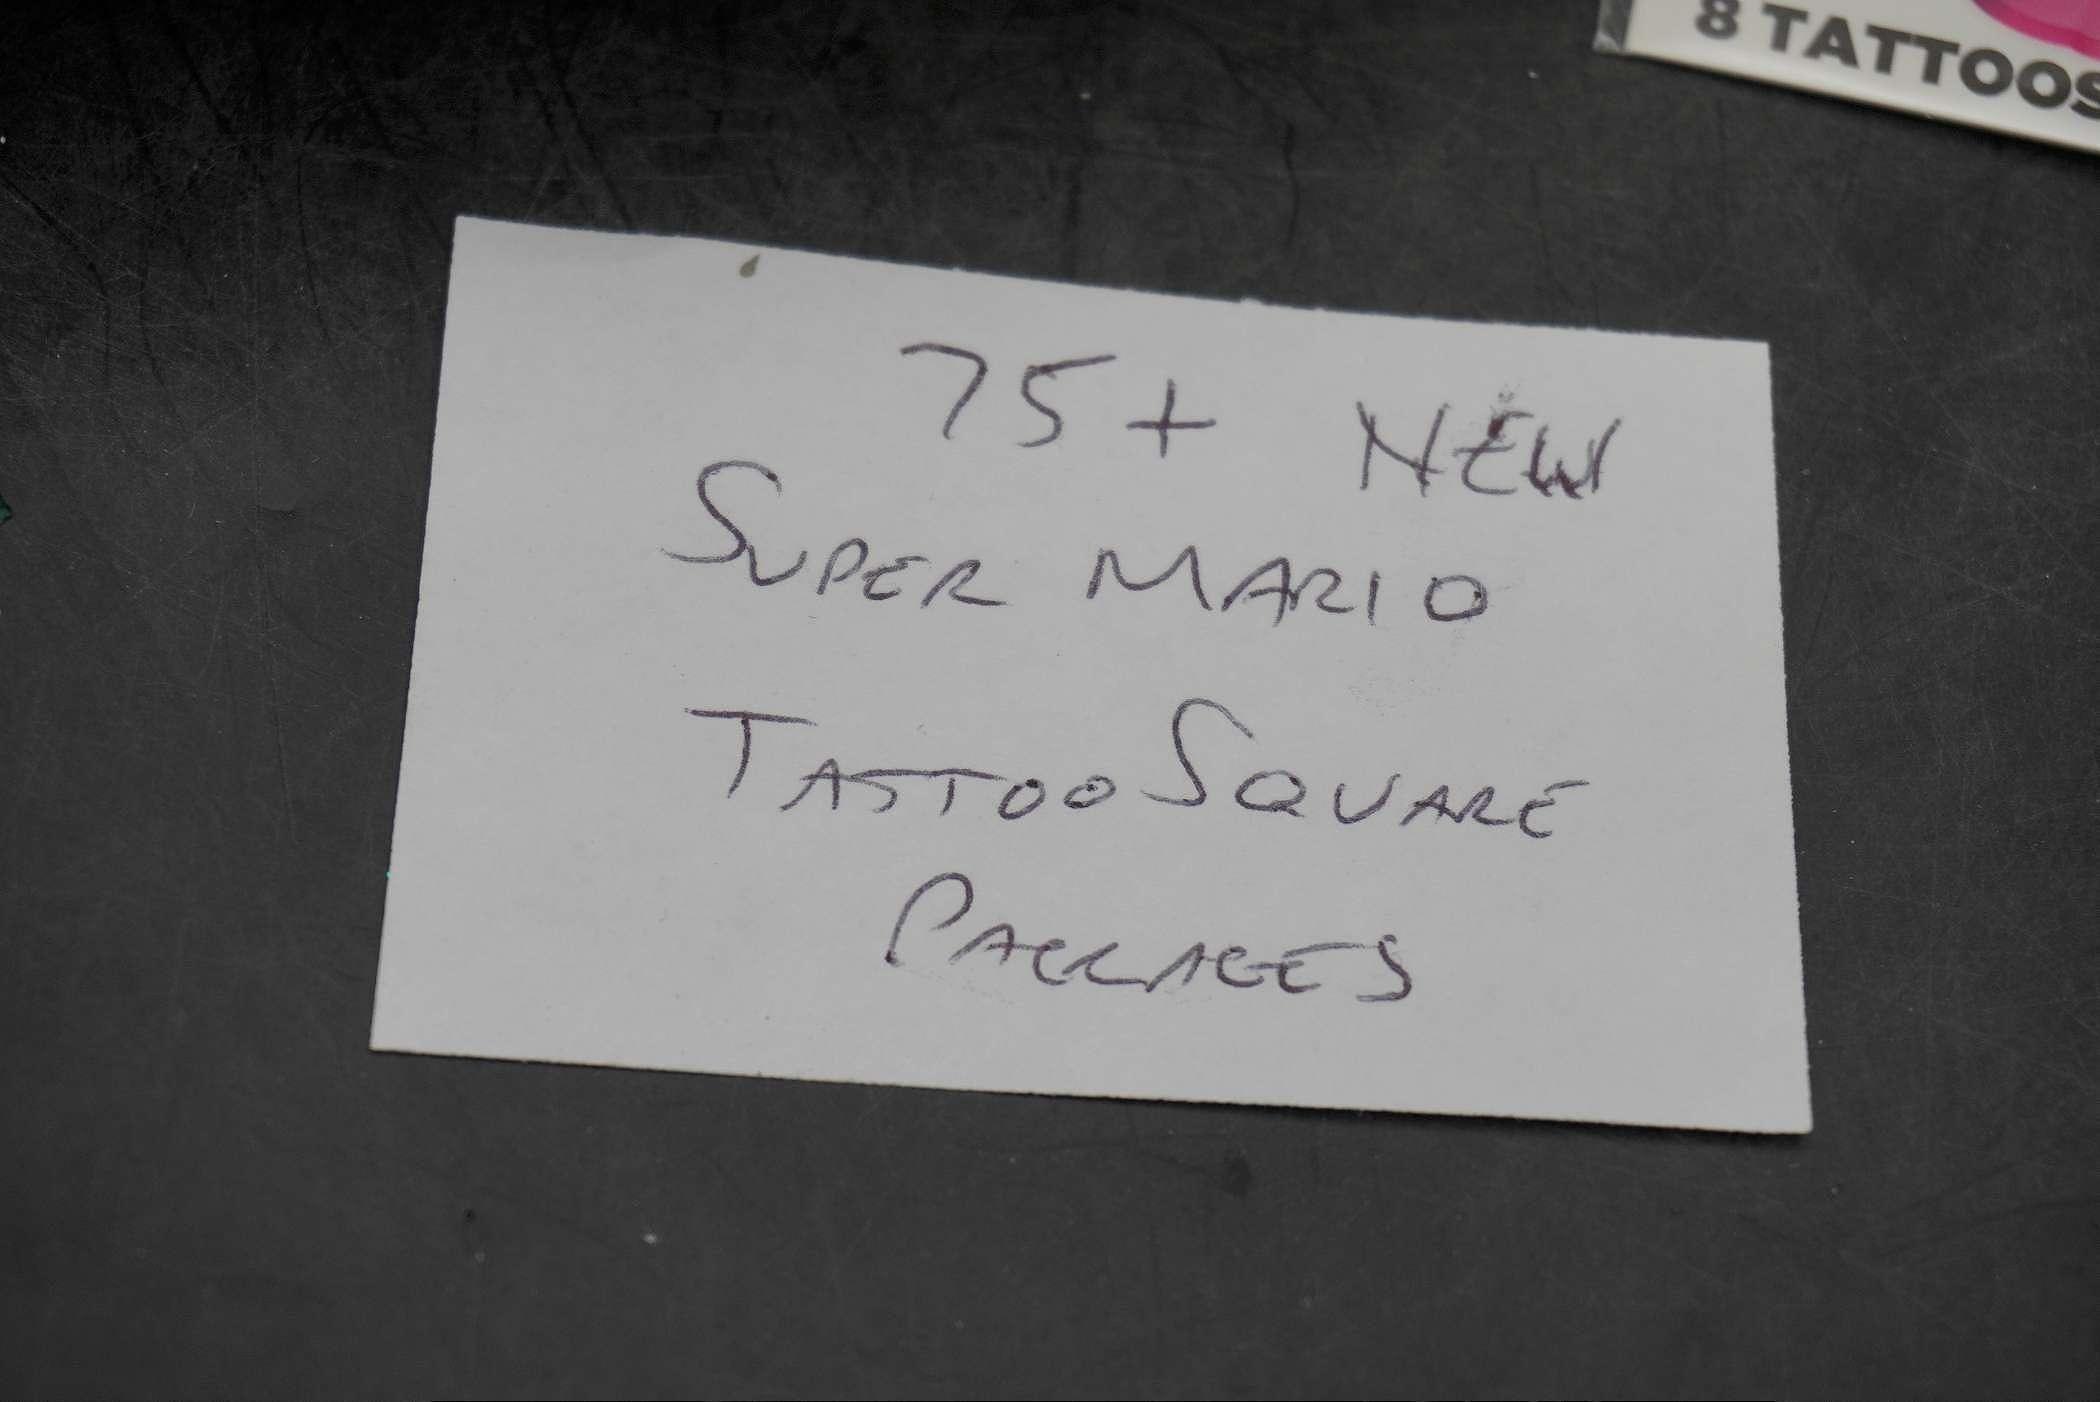 8 TATTOOS
75+ NEW
SUPER MARIO
TATTOO SQUARE
PACKAGES